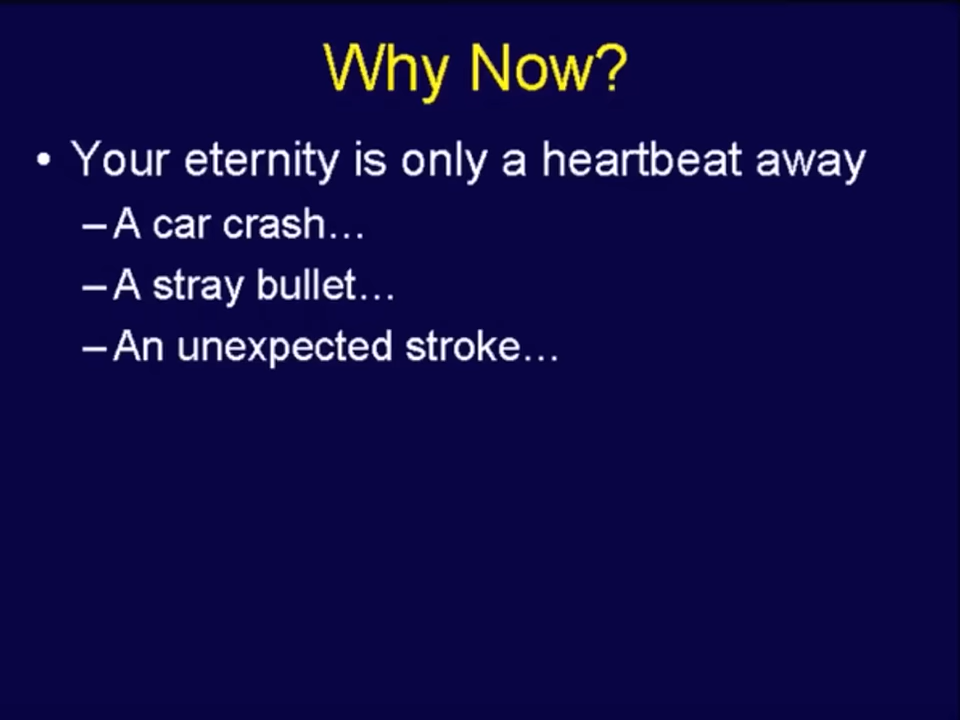 Why Now?
• Your eternity is only a heartbeat away
– A car crash…
– A stray bullet…
– An unexpected stroke…